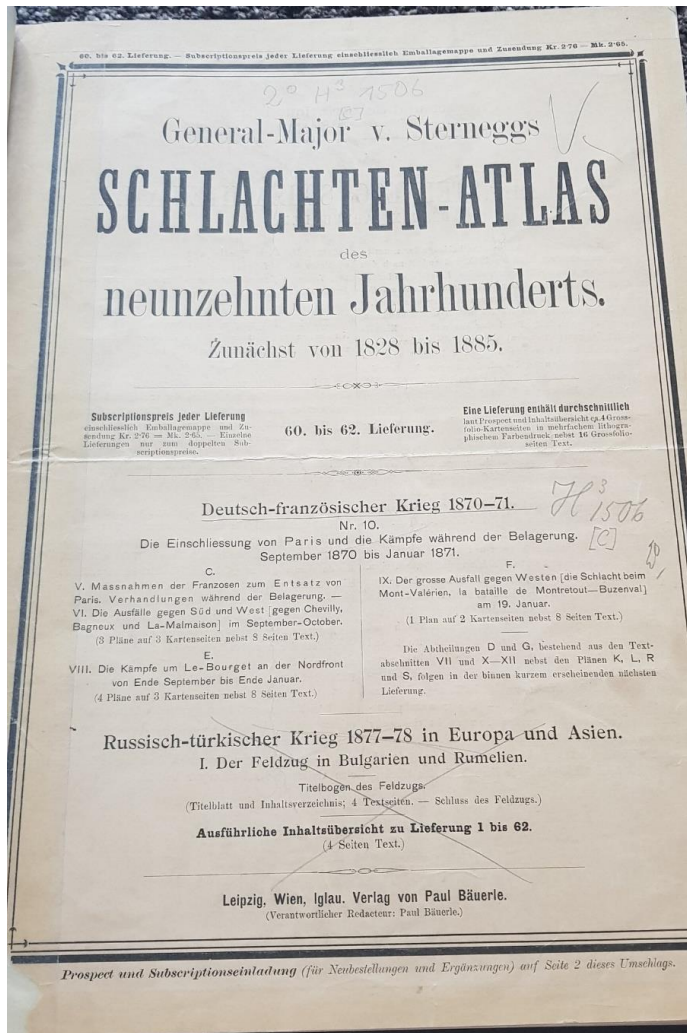 60. bis 62. Lieferung. — Subscriptionspreis jeder Lieferung einschliesslich Emballagemappe und Zusendung Kr. 2·76 — Mk. 2·65.
2° H³ 1506
[C]
General-Major v. Sterneggs
SCHLACHTEN-ATLAS
des
neunzehnten Jahrhunderts.
Zunächst von 1828 bis 1885.
Subscriptionspreis jeder Lieferung
einschliesslich Emballagemappe und Zu-
sendung Kr. 2·76 = Mk. 2·65. — Einzelne
Lieferungen nur zum doppelten Sub-
scriptionspreise.
60. bis 62. Lieferung.
Eine Lieferung enthält durchschnittlich
laut Prospect und Inhaltsübersicht ca. 4 Gross-
folio-Kartenseiten in mehrfachem lithogra-
phischem Farbendruck nebst 16 Grossfolio-
seiten Text.
Deutsch-französischer Krieg 1870–71.
H³
1506
[C]
Nr. 10.
Die Einschliessung von Paris und die Kämpfe während der Belagerung.
September 1870 bis Januar 1871.
C.
V. Massnahmen der Franzosen zum Entsatz von
Paris. Verhandlungen während der Belagerung. —
VI. Die Ausfälle gegen Süd und West [gegen Chevilly,
Bagneux und La-Malmaison] im September-October.
(3 Pläne auf 3 Kartenseiten nebst 8 Seiten Text.)
E.
VIII. Die Kämpfe um Le-Bourget an der Nordfront
von Ende September bis Ende Januar.
(4 Pläne auf 3 Kartenseiten nebst 8 Seiten Text.)
F.
IX. Der grosse Ausfall gegen Westen [die Schlacht beim
Mont-Valérien, la bataille de Montretout—Buzenval]
am 19. Januar.
(1 Plan auf 2 Kartenseiten nebst 8 Seiten Text.)
Die Abtheilungen D und G, bestehend aus den Text-
abschnitten VII und X—XII nebst den Plänen K, L, R
und S, folgen in der binnen kurzem erscheinenden nächsten
Lieferung.
Russisch-türkischer Krieg 1877–78 in Europa und Asien.
I. Der Feldzug in Bulgarien und Rumelien.
Titelbogen des Feldzugs.
(Titelblatt und Inhaltsverzeichnis; 4 Textseiten. — Schluss des Feldzugs.)
Ausführliche Inhaltsübersicht zu Lieferung 1 bis 62.
(4 Seiten Text.)
Leipzig, Wien, Iglau. Verlag von Paul Bäuerle.
(Verantwortlicher Redacteur: Paul Bäuerle.)
Prospect und Subscriptionseinladung (für Neubestellungen und Ergänzungen) auf Seite 2 dieses Umschlags.